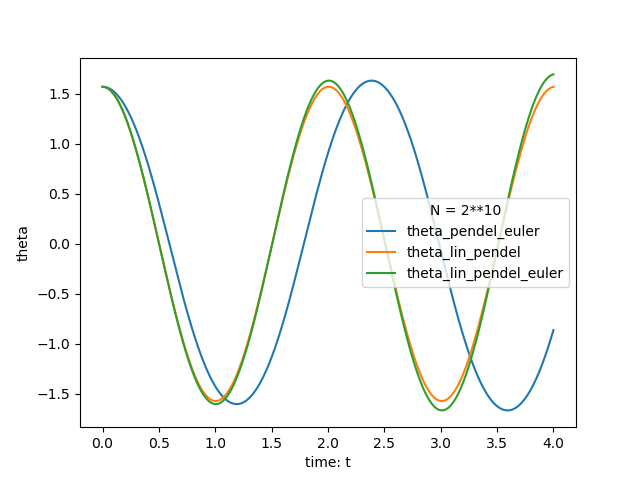 1.5
1.0
0.5
0.0
−0.5
−1.0
−1.5
theta
N = 2**10
theta_pendel_euler
theta_lin_pendel
theta_lin_pendel_euler
0.0 0.5 1.0 1.5 2.0 2.5 3.0 3.5 4.0
time: t